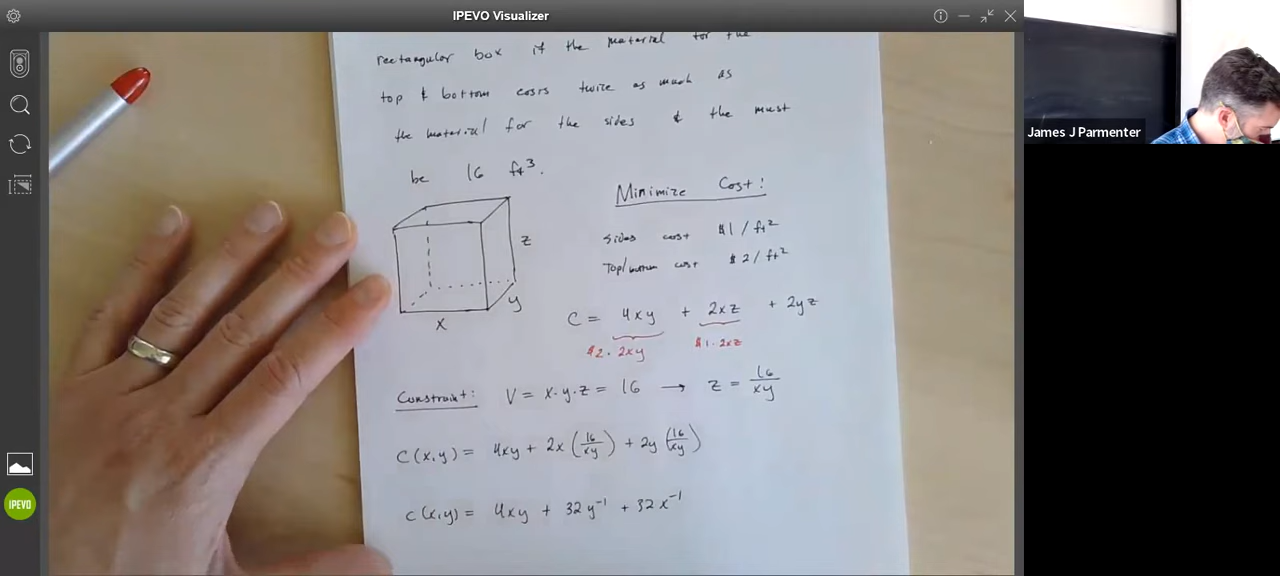 IPEVO Visualizer
rectangular box if the material for the
top & bottom costs twice as much as
the material for the sides & the must
be 16 ft³.
Minimize Cost:
Sides cost $1/ft²
Top/bottom cost $2/ft²
z
y
x
C = 4xy + 2xz + 2yz
$2 · 2xy $1 · 2xz
Constraint: V = x·y·z = 16 → z = 16/xy
C(x,y) = 4xy + 2x (16/xy) + 2y (16/xy)
C(x,y) = 4xy + 32y⁻¹ + 32x⁻¹
James J Parmenter
IPEVO